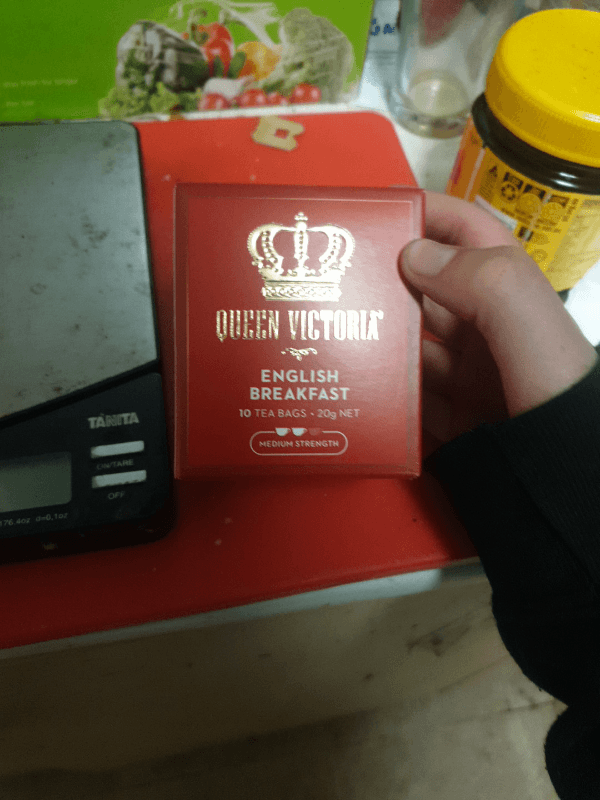 QUEEN VICTORIA
ENGLISH
BREAKFAST
10 TEA BAGS • 20g NET
MEDIUM STRENGTH
TANITA
ON/TARE
OFF